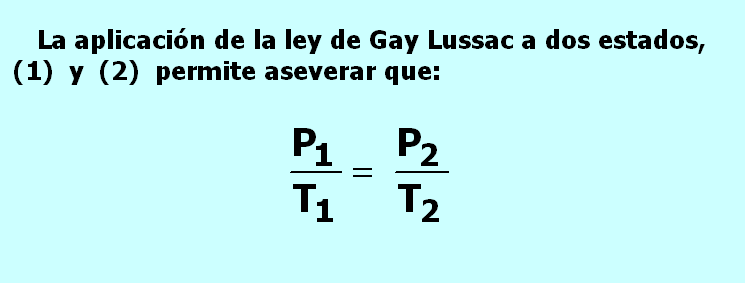 La aplicación de la ley de Gay Lussac a dos estados,
(1) y (2) permite aseverar que:
P₁ = P₂
T₁ T₂